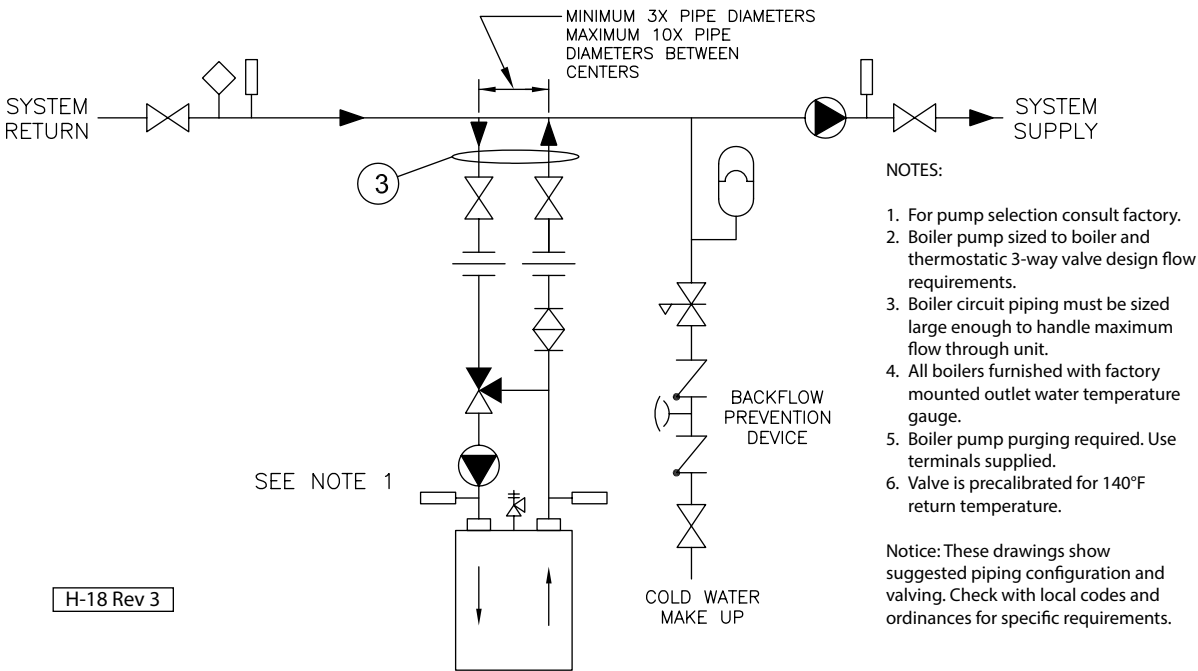 MINIMUM 3X PIPE DIAMETERS
MAXIMUM 10X PIPE
DIAMETERS BETWEEN
CENTERS
SYSTEM
RETURN
SYSTEM
SUPPLY
3
SEE NOTE 1
BACKFLOW
PREVENTION
DEVICE
COLD WATER
MAKE UP
H-18 Rev 3
NOTES:
1. For pump selection consult factory.
2. Boiler pump sized to boiler and
thermostatic 3-way valve design flow
requirements.
3. Boiler circuit piping must be sized
large enough to handle maximum
flow through unit.
4. All boilers furnished with factory
mounted outlet water temperature
gauge.
5. Boiler pump purging required. Use
terminals supplied.
6. Valve is precalibrated for 140°F
return temperature.
Notice: These drawings show
suggested piping configuration and
valving. Check with local codes and
ordinances for specific requirements.